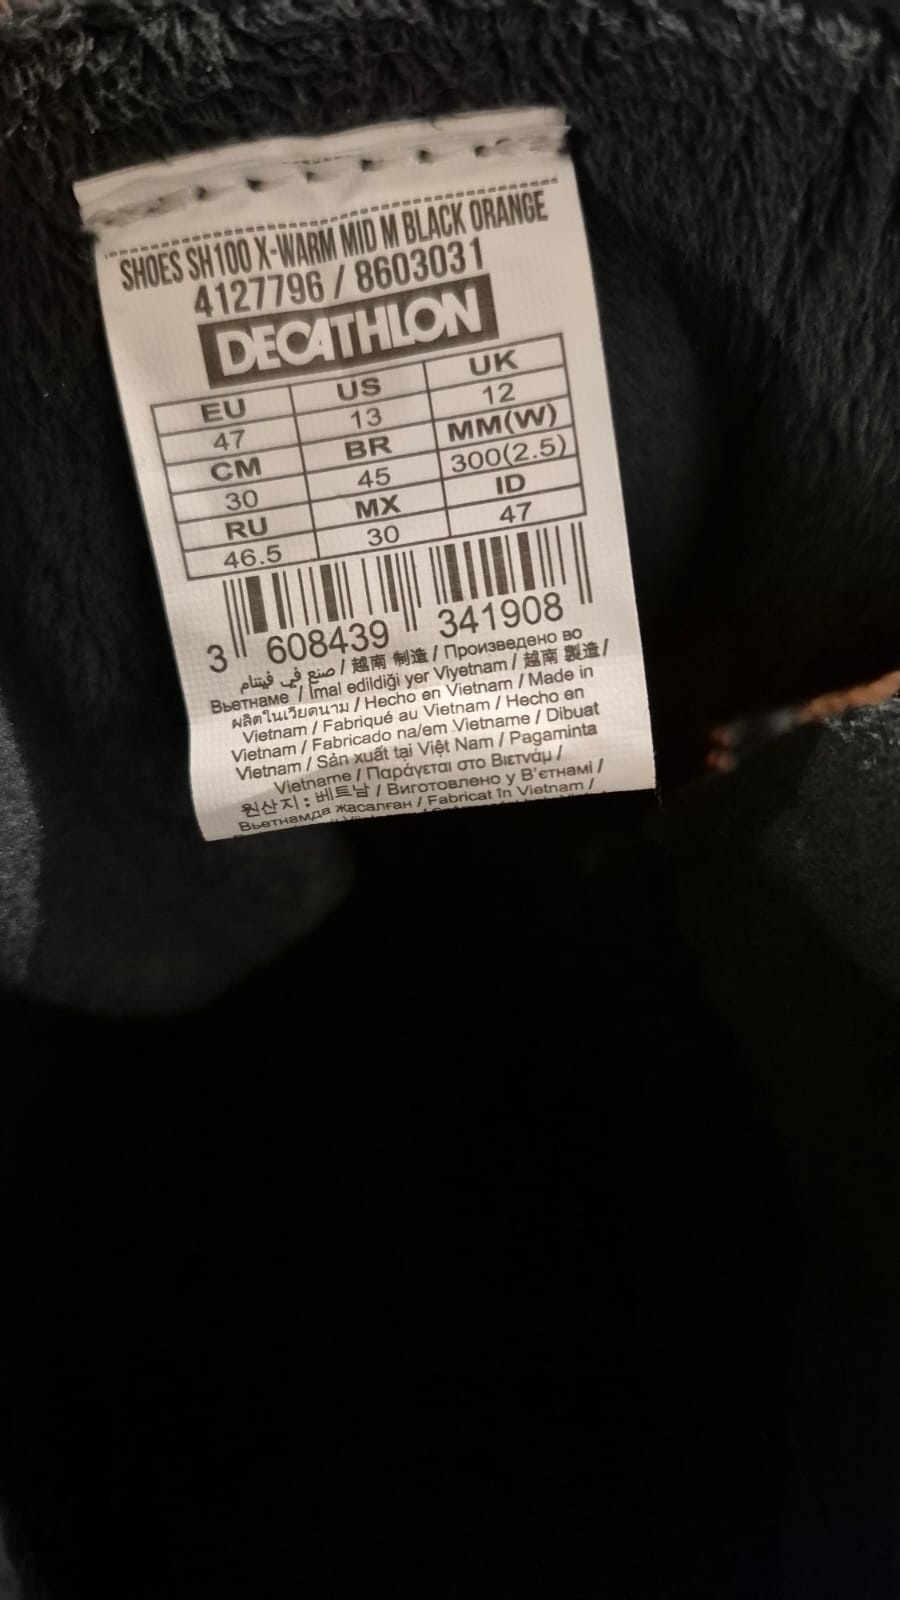 SHOES SH100 X-WARM MID M BLACK ORANGE
4127796 / 8603031
DECATHLON
EU US UK
47 13 12
CM BR MM(W)
30 45 300(2.5)
RU MX ID
46.5 30 47
3 608439 341908
صنع في فيتنام / 越南 制造 / Произведено во
Вьетнаме / İmal edildiği yer Viyetnam / 越南 製造 /
ผลิตในเวียดนาม / Hecho en Vietnam / Made in
Vietnam / Fabriqué au Vietnam / Hecho en
Vietnam / Fabricado na/em Vietname / Dibuat
Vietnam / Sản xuất tại Việt Nam / Pagaminta
Vietname / Παράγεται στο Βιετνάμ /
원산지 : 베트남 / Виготовлено у В'єтнамі /
Вьетнамда жасалған / Fabricat în Vietnam /